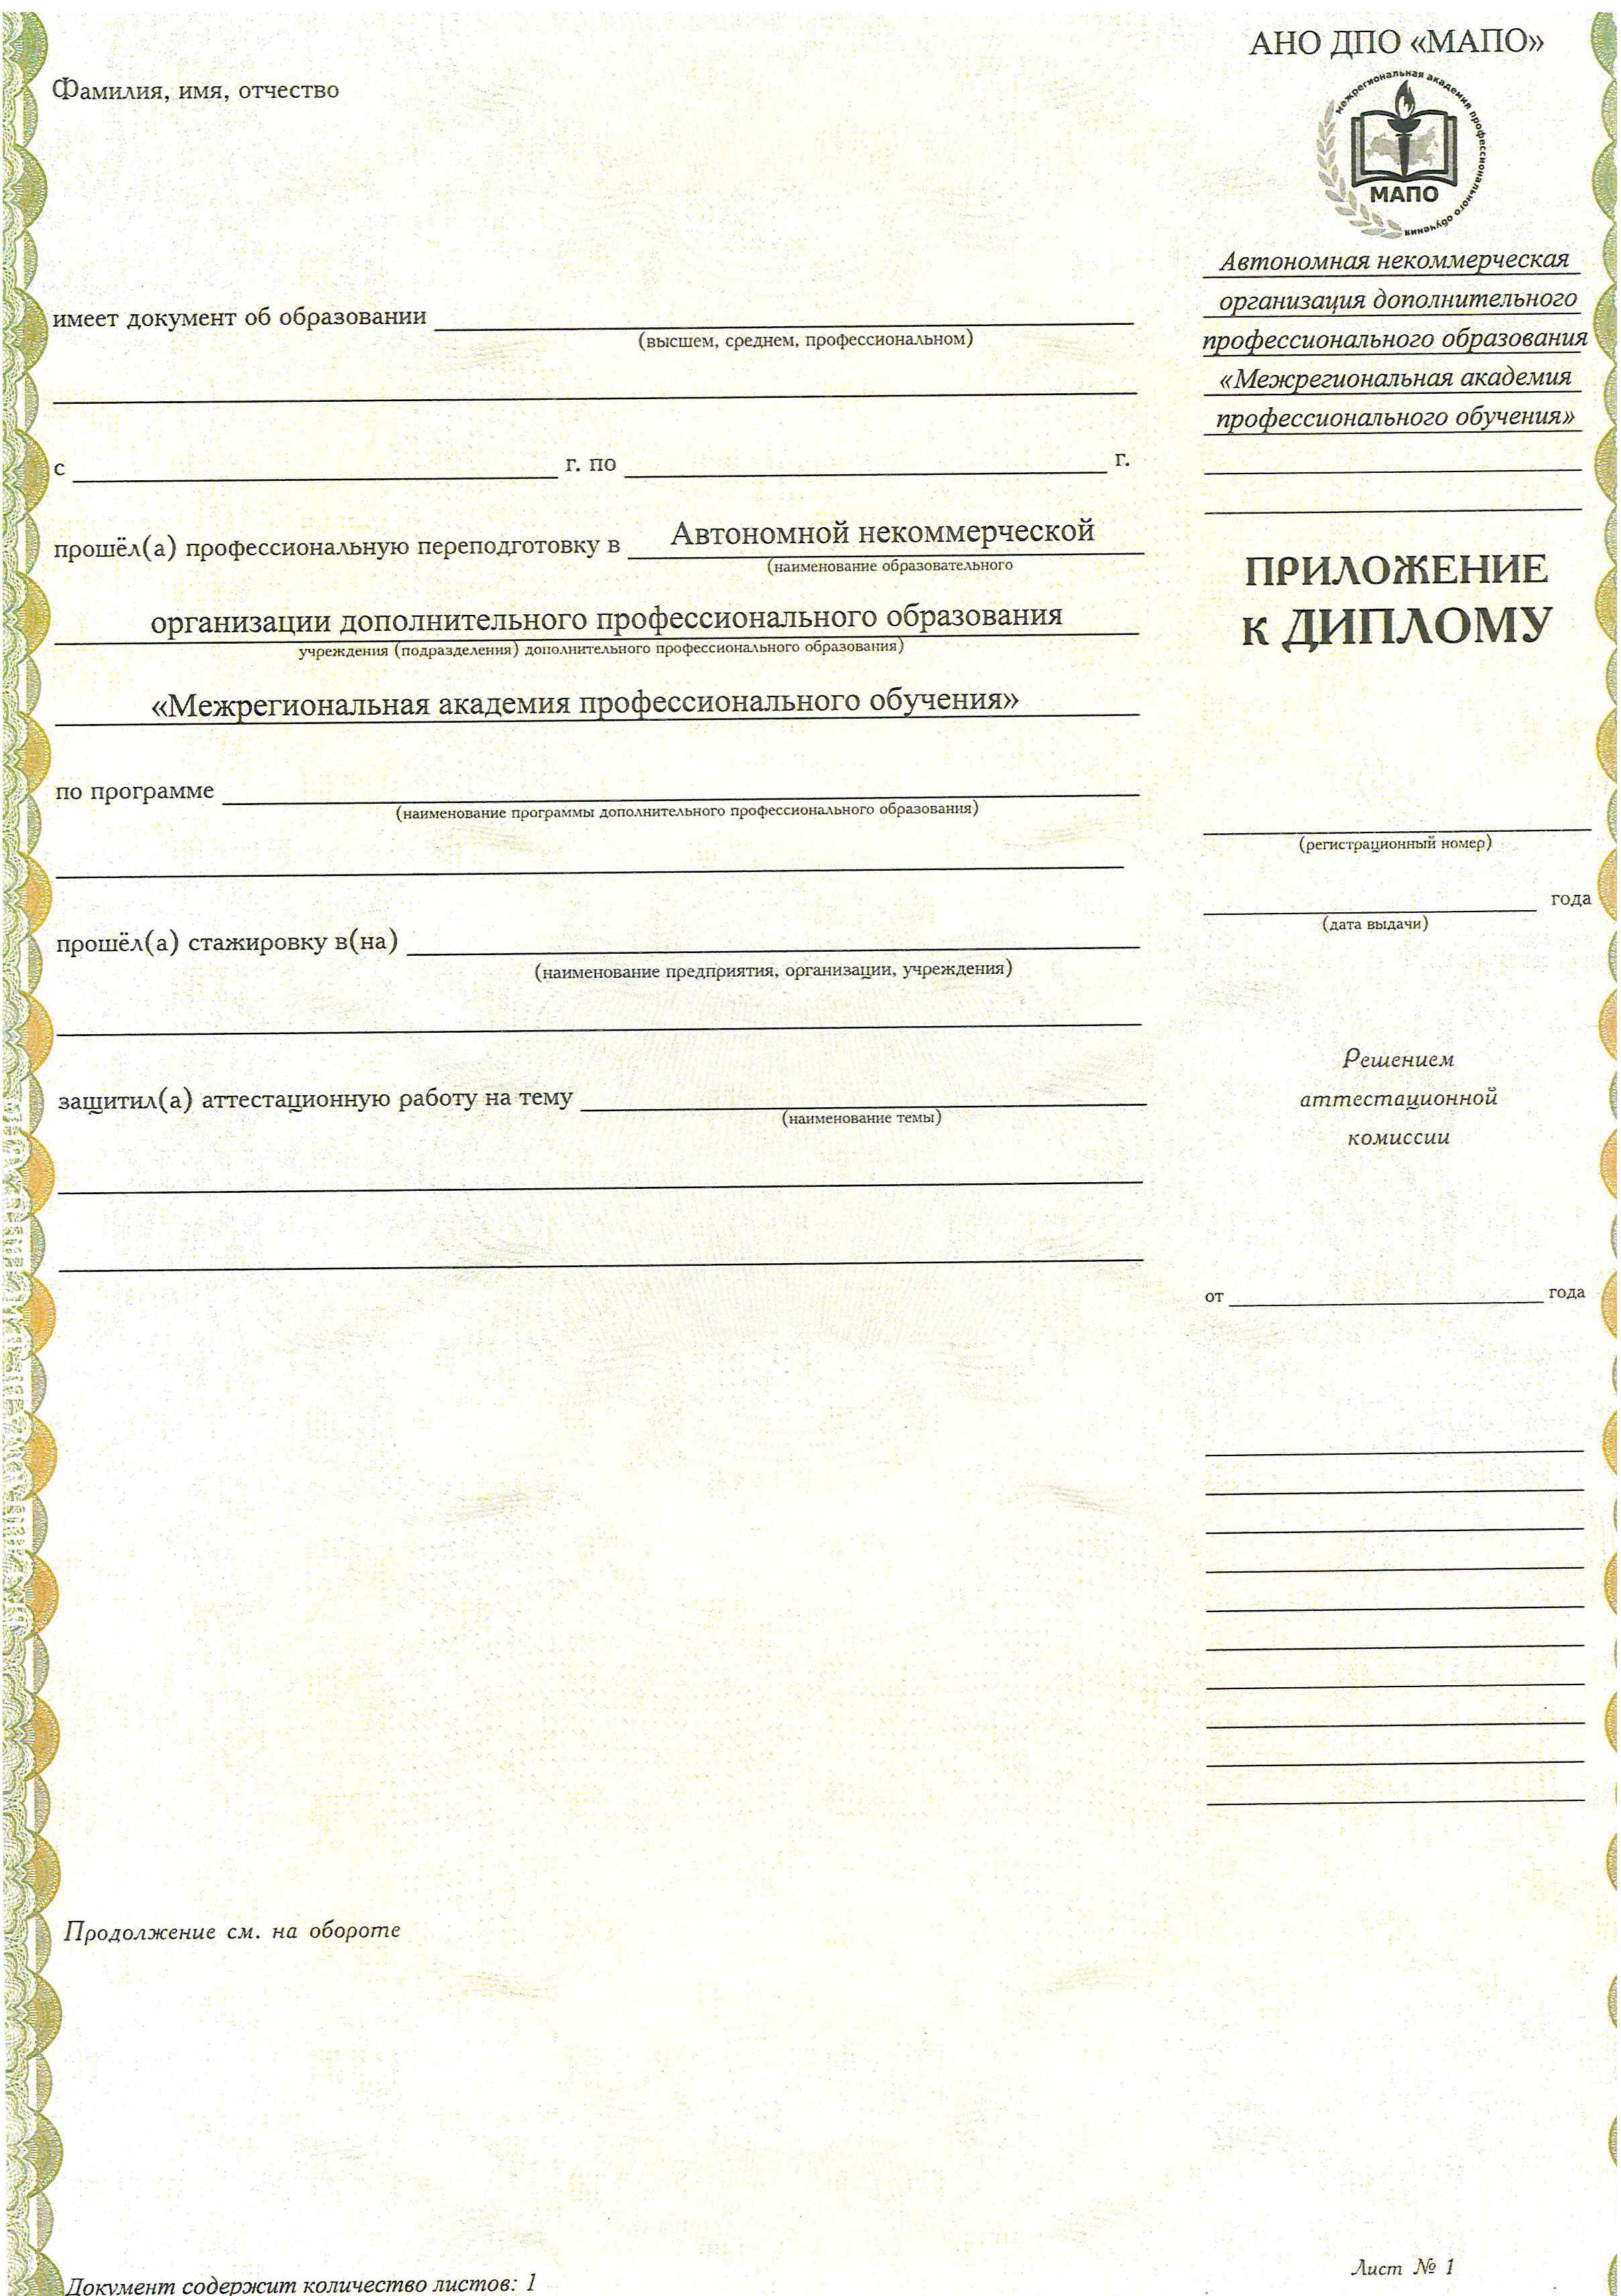 Фамилия, имя, отчество
имеет документ об образовании
(высшем, среднем, профессиональном)
с г. по г.
прошёл(а) профессиональную переподготовку в Автономной некоммерческой
(наименование образовательного
организации дополнительного профессионального образования
учреждения (подразделения) дополнительного профессионального образования)
«Межрегиональная академия профессионального обучения»
по программе
(наименование программы дополнительного профессионального образования)
прошёл(а) стажировку в(на)
(наименование предприятия, организации, учреждения)
защитил(а) аттестационную работу на тему
(наименование темы)
Продолжение см. на обороте
Документ содержит количество листов: 1
АНО ДПО «МАПО»
межрегиональная академия профессионального обучения
МАПО
Автономная некоммерческая
организация дополнительного
профессионального образования
«Межрегиональная академия
профессионального обучения»
ПРИЛОЖЕНИЕ
к ДИПЛОМУ
(регистрационный номер)
года
(дата выдачи)
Решением
аттестационной
комиссии
от года
Лист № 1